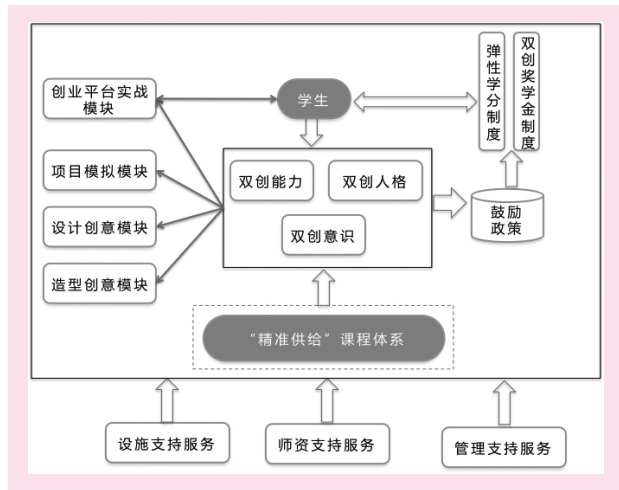 创业平台实战
模块
学生
弹性学分制度
双创奖学金制度
项目模拟模块
双创能力
双创人格
鼓励
政策
设计创意模块
双创意识
造型创意模块
“精准供给”课程体系
设施支持服务
师资支持服务
管理支持服务